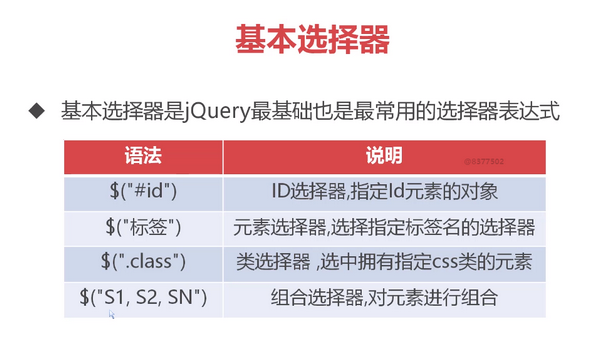 基本选择器
◆ 基本选择器是jQuery最基础也是最常用的选择器表达式
语法 说明
@0377502
$("#id") ID选择器,指定Id元素的对象
$("标签") 元素选择器,选择指定标签名的选择器
$(".class") 类选择器 ,选中拥有指定css类的元素
$("S1, S2, SN") 组合选择器,对元素进行组合